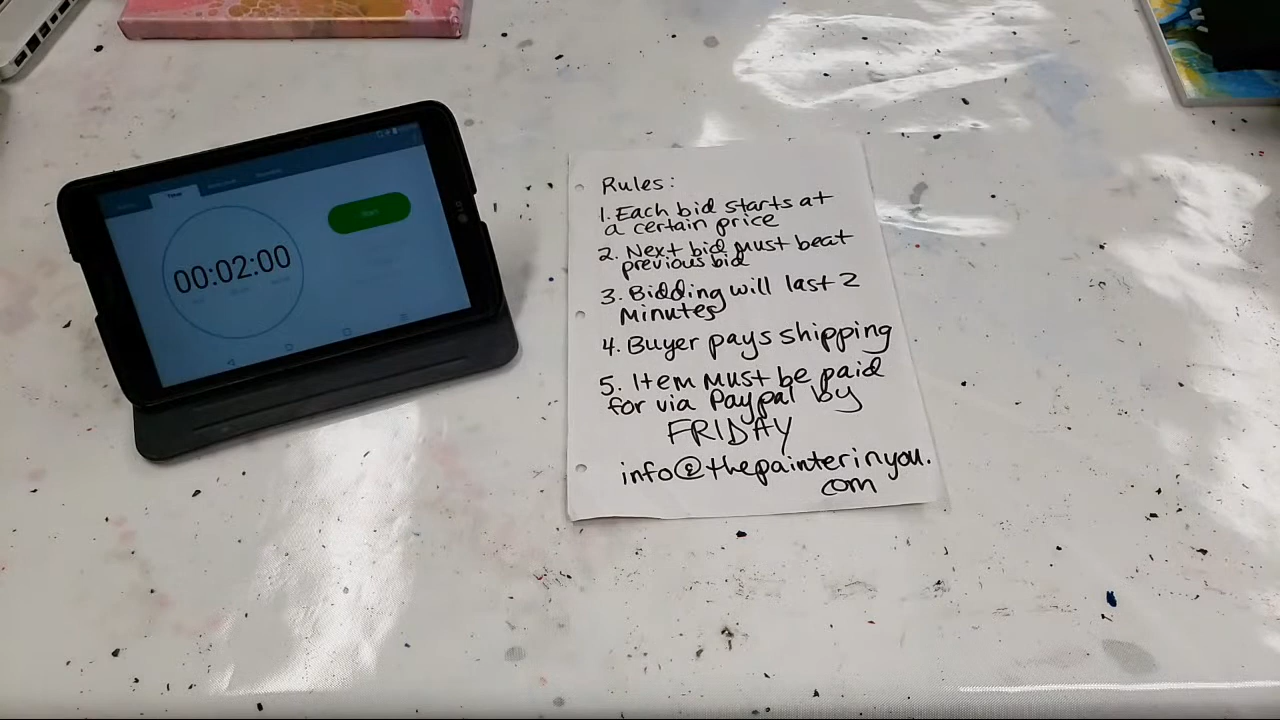 00:02:00
Start
Rules:
1. Each bid starts at
a certain price
2. Next bid must beat
previous bid
3. Bidding will last 2
Minutes
4. Buyer pays shipping
5. Item must be paid
for via Paypal by
FRIDAY
info@thepainterinyou.
com
LG